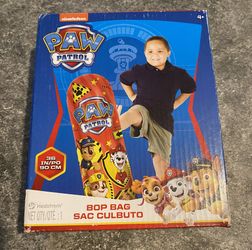 nickelodeon
4+
PAW
PATROL
PAW
PATROL
36
IN/PO
90 CM
Hedstrom
NET QTY/QTÉ : 1
BOP BAG
SAC CULBUTO